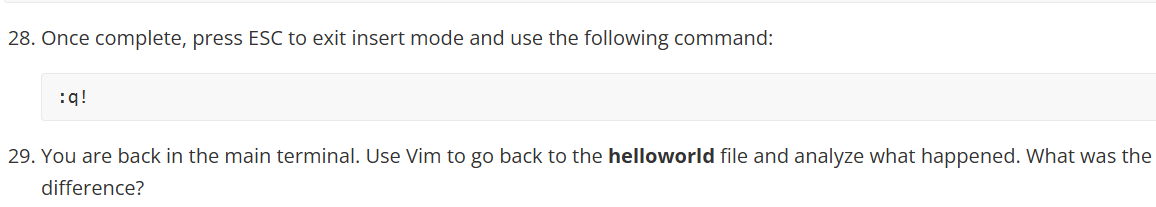 28. Once complete, press ESC to exit insert mode and use the following command:
:q!
29. You are back in the main terminal. Use Vim to go back to the helloworld file and analyze what happened. What was the
difference?